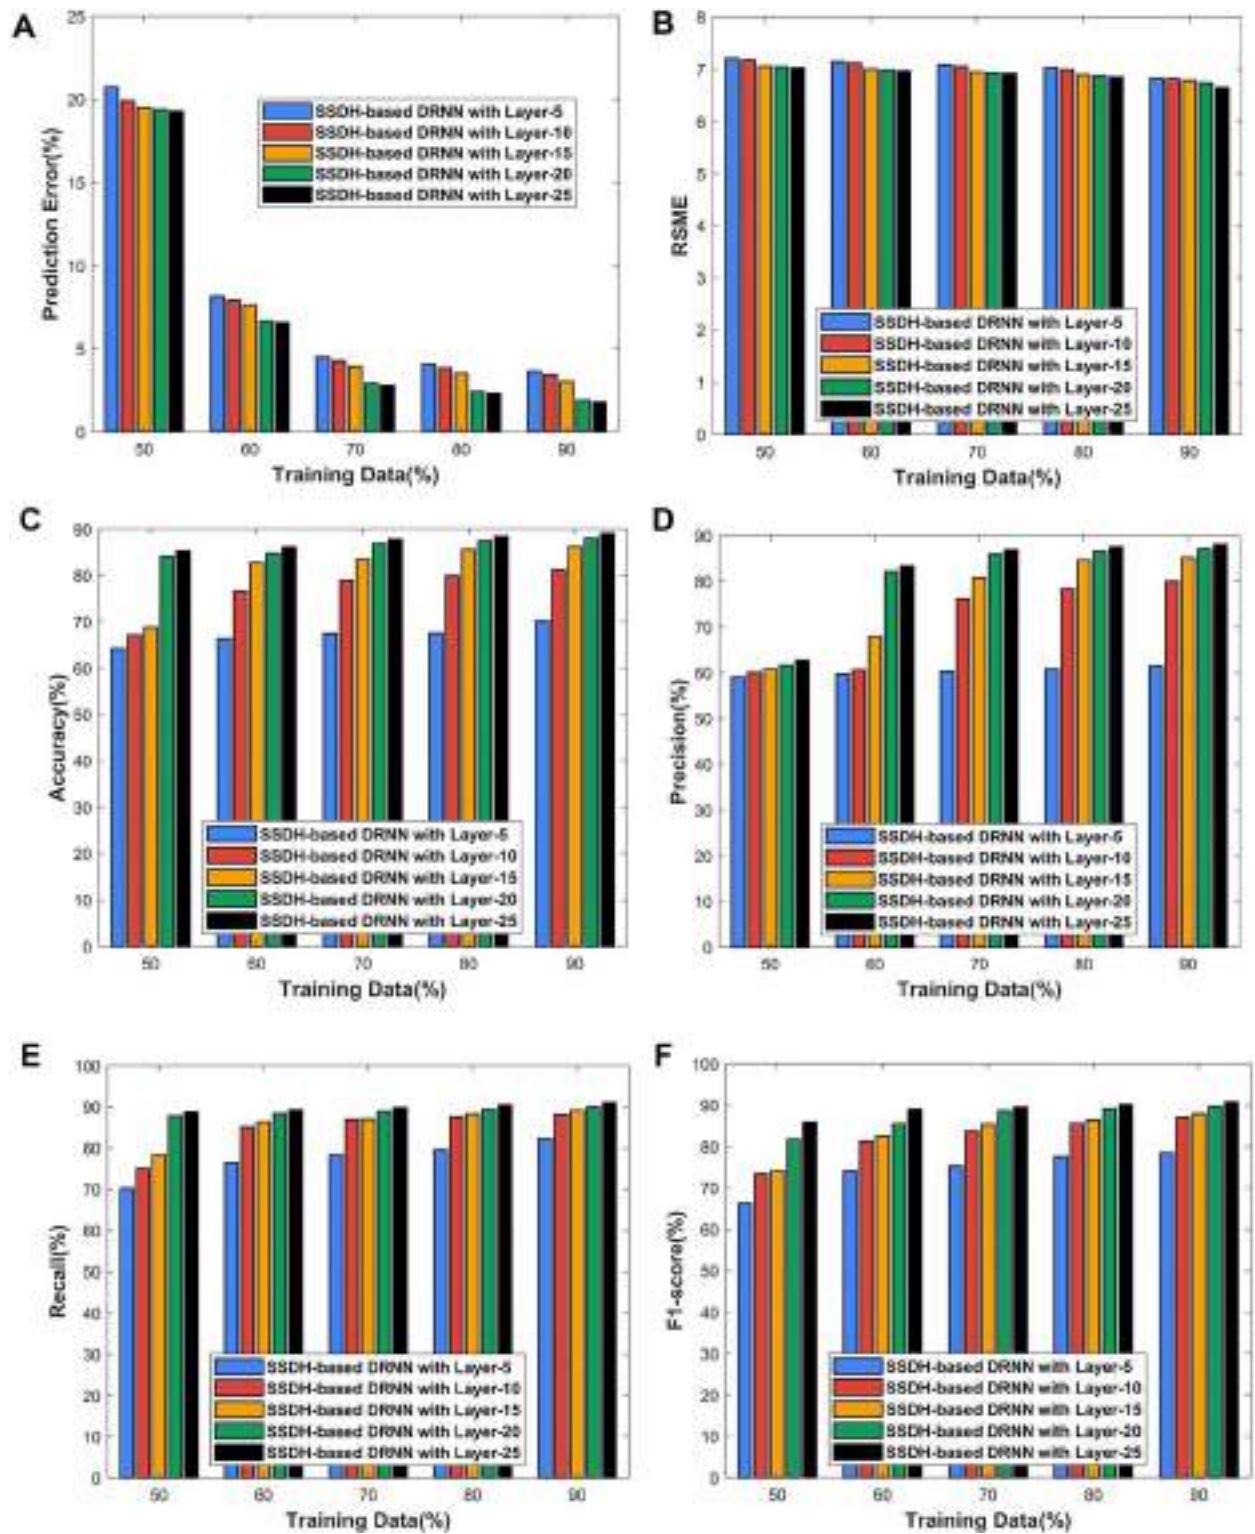 A
25
20
15
10
5
0
Prediction Error(%)
SSDH-based DRNN with Layer-5
SSDH-based DRNN with Layer-10
SSDH-based DRNN with Layer-15
SSDH-based DRNN with Layer-20
SSDH-based DRNN with Layer-25
50 60 70 80 90
Training Data(%)
B
8
7
6
5
4
3
2
1
0
RSME
SSDH-based DRNN with Layer-5
SSDH-based DRNN with Layer-10
SSDH-based DRNN with Layer-15
SSDH-based DRNN with Layer-20
SSDH-based DRNN with Layer-25
50 60 70 80 90
Training Data(%)
C
90
80
70
60
50
40
30
20
10
0
Accuracy(%)
SSDH-based DRNN with Layer-5
SSDH-based DRNN with Layer-10
SSDH-based DRNN with Layer-15
SSDH-based DRNN with Layer-20
SSDH-based DRNN with Layer-25
50 60 70 80 90
Training Data(%)
D
90
80
70
60
50
40
30
20
10
0
Precision(%)
SSDH-based DRNN with Layer-5
SSDH-based DRNN with Layer-10
SSDH-based DRNN with Layer-15
SSDH-based DRNN with Layer-20
SSDH-based DRNN with Layer-25
50 60 70 80 90
Training Data(%)
E
100
90
80
70
60
50
40
30
20
10
0
Recall(%)
SSDH-based DRNN with Layer-5
SSDH-based DRNN with Layer-10
SSDH-based DRNN with Layer-15
SSDH-based DRNN with Layer-20
SSDH-based DRNN with Layer-25
50 60 70 80 90
Training Data(%)
F
100
90
80
70
60
50
40
30
20
10
0
F1-score(%)
SSDH-based DRNN with Layer-5
SSDH-based DRNN with Layer-10
SSDH-based DRNN with Layer-15
SSDH-based DRNN with Layer-20
SSDH-based DRNN with Layer-25
50 60 70 80 90
Training Data(%)